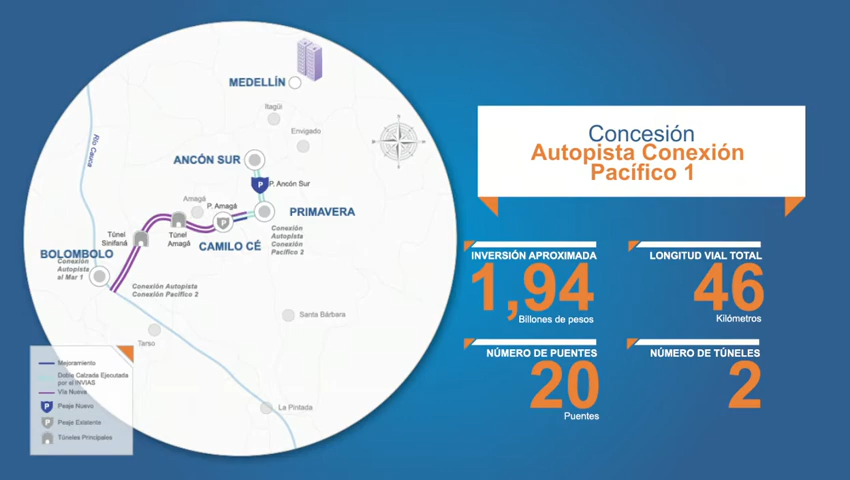 MEDELLÍN
Itagüí
Envigado
Río Cauca
ANCÓN SUR
P. Ancón Sur
Amagá
P. Amagá
PRIMAVERA
Túnel
Sinifaná
Túnel
Amagá
CAMILO CÉ
Conexión
Autopista
Conexión
Pacífico 2
BOLOMBOLO
Conexión
Autopista
al Mar 1
Conexión Autopista
Conexión Pacífico 2
Santa Bárbara
Tarso
La Pintada
Mejoramiento
Doble Calzada Ejecutada
por el INVIAS
Vía Nueva
Peaje Nuevo
Peaje Existente
Túneles Principales
Concesión
Autopista Conexión
Pacífico 1
INVERSIÓN APROXIMADA
1,94
Billones de pesos
LONGITUD VIAL TOTAL
46
Kilómetros
NÚMERO DE PUENTES
20
Puentes
NÚMERO DE TÚNELES
2